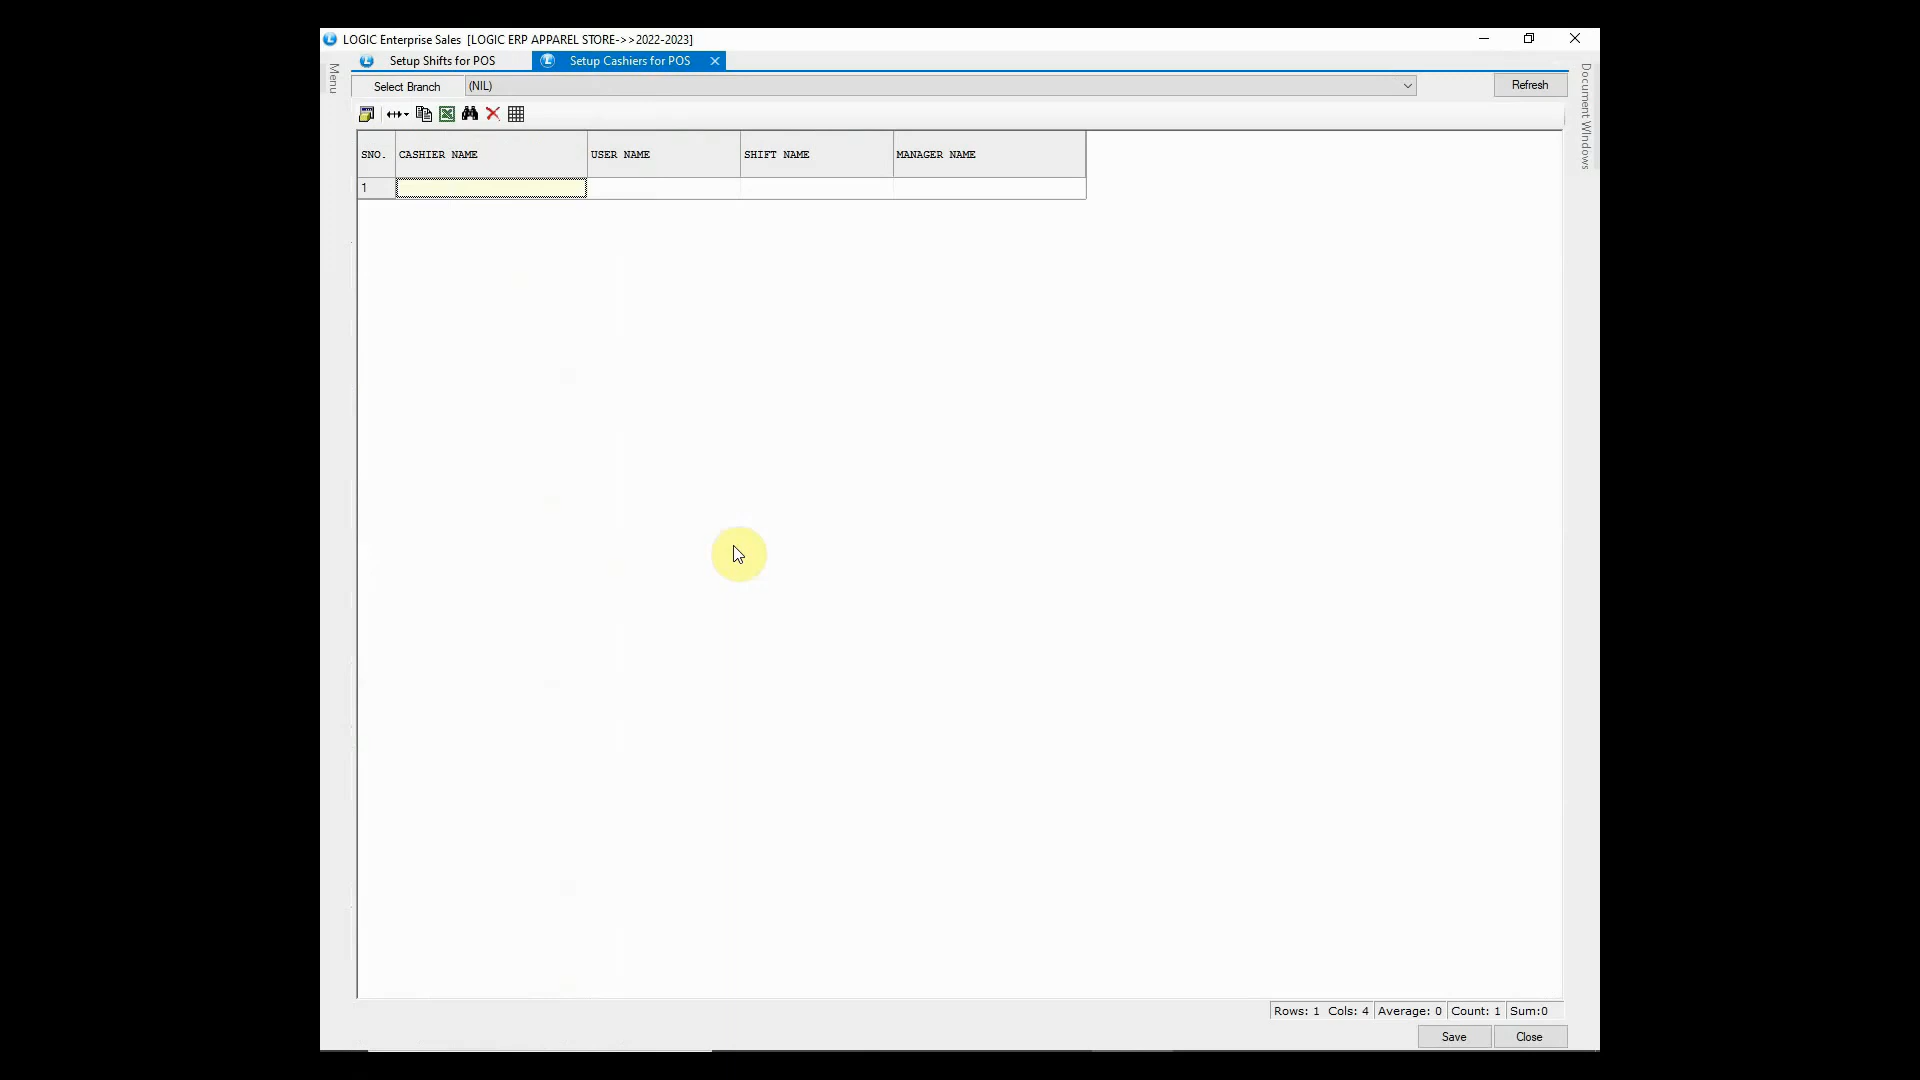 LOGIC Enterprise Sales [LOGIC ERP APPAREL STORE->>2022-2023]
Menu
Setup Shifts for POS
Setup Cashiers for POS
Document Windows
Select Branch
(NIL)
Refresh
SNO. CASHIER NAME USER NAME SHIFT NAME MANAGER NAME
1
Rows: 1 Cols: 4 Average: 0 Count: 1 Sum:0
Save Close